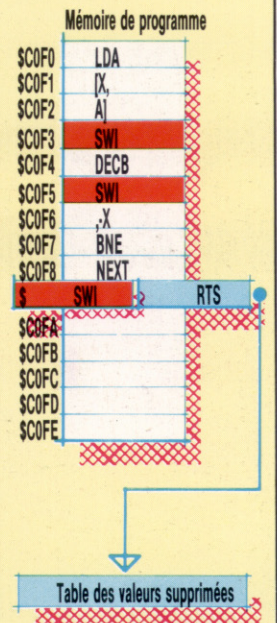 Mémoire de programme
$C0F0 LDA
$C0F1 [X,
$C0F2 A]
$C0F3 SWI
$C0F4 DECB
$C0F5 SWI
$C0F6 ,-X
$C0F7 BNE
$C0F8 NEXT
$ SWI RTS
$C0FA
$C0FB
$C0FC
$C0FD
$C0FE
Table des valeurs supprimées